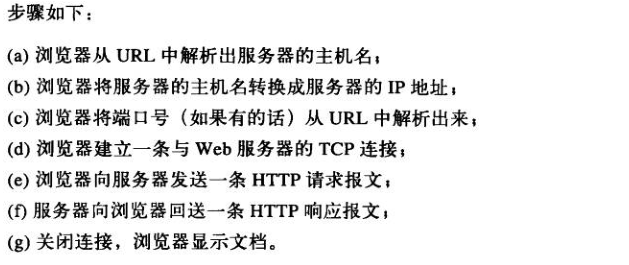 步骤如下：
(a) 浏览器从 URL 中解析出服务器的主机名；
(b) 浏览器将服务器的主机名转换成服务器的 IP 地址；
(c) 浏览器将端口号（如果有的话）从 URL 中解析出来；
(d) 浏览器建立一条与 Web 服务器的 TCP 连接；
(e) 浏览器向服务器发送一条 HTTP 请求报文；
(f) 服务器向浏览器回送一条 HTTP 响应报文；
(g) 关闭连接，浏览器显示文档。